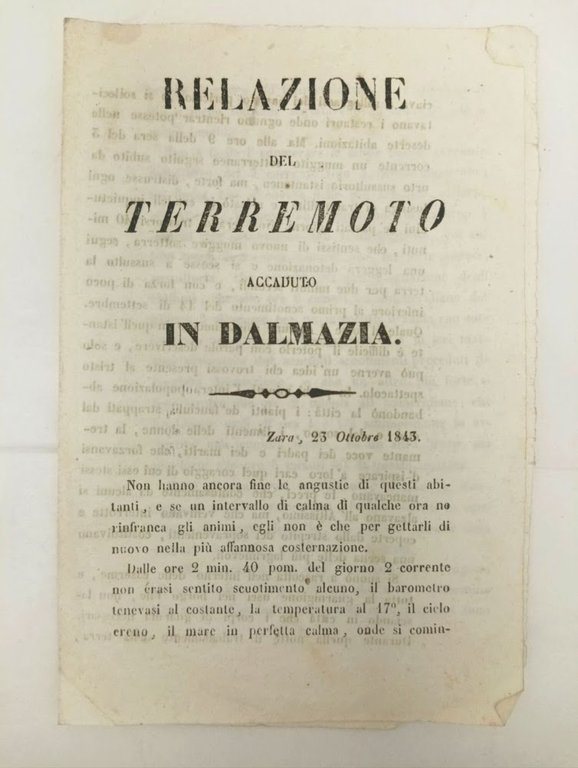 RELAZIONE
DEL
TERREMOTO
ACCADUTO
IN DALMAZIA.
Zara, 23 Ottobre 1843.
Non hanno ancora fine le angustie di questi abi-
tanti, e se un intervallo di calma di qualche ora ne
rinfranca gli animi, egli non è che per gettarli di
nuovo nella più affannosa costernazione.
Dalle ore 2 min. 40 pom. del giorno 2 corrente
non erasi sentito scuotimento alcuno, il barometro
tenevasi al costante, la temperatura al 17°, il cielo
ereno, il mare in perfetta calma, onde si comin-